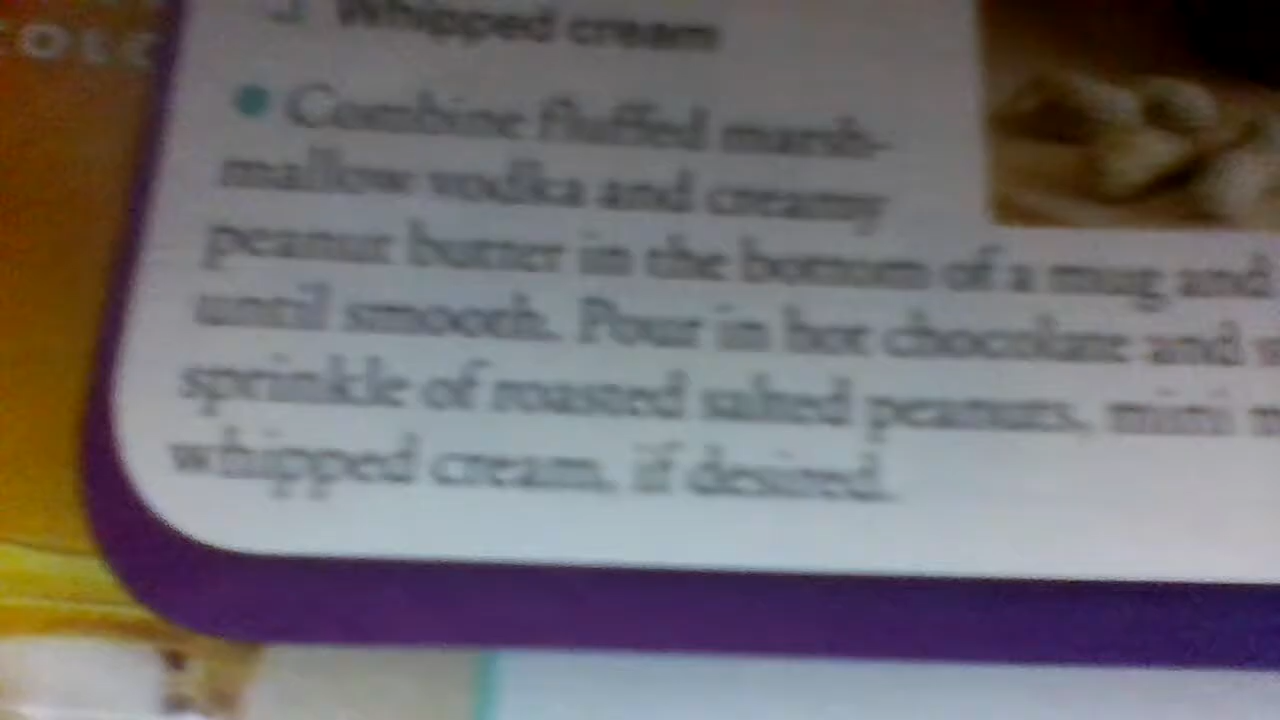 Whipped cream
• Combine fluffed marsh-
mallow vodka and creamy
peanut butter in the bottom of a mug and
until smooth. Pour in hot chocolate and
sprinkle of roasted salted peanuts, mini
whipped cream, if desired.